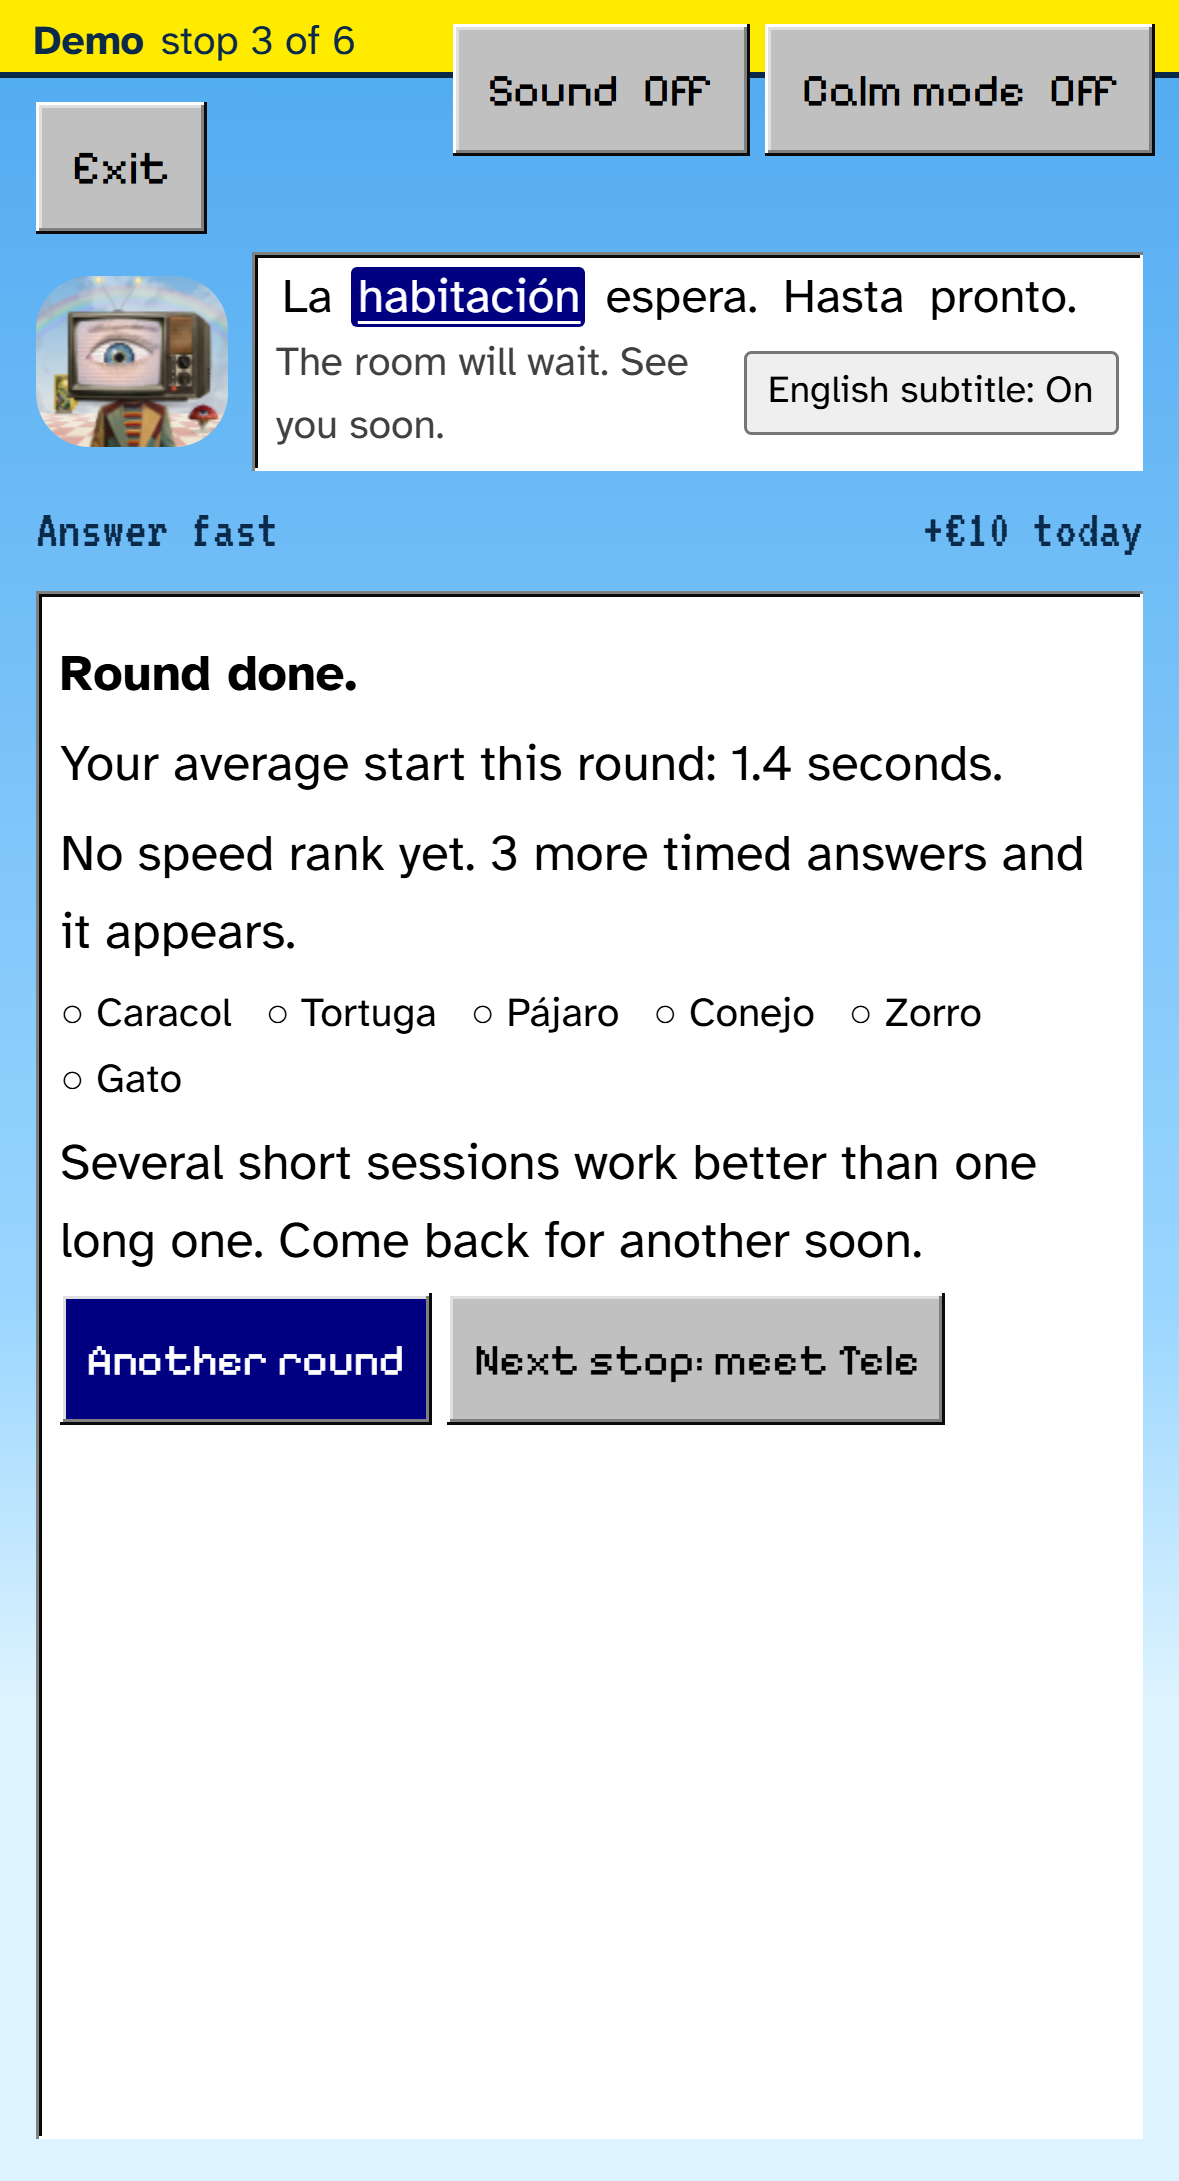 Demo stop 3 of 6
Sound Off
Calm mode Off
Exit
La habitación espera. Hasta pronto.
The room will wait. See
you soon.
English subtitle: On
Answer fast
+€10 today
Round done.
Your average start this round: 1.4 seconds.
No speed rank yet. 3 more timed answers and
it appears.
○ Caracol ○ Tortuga ○ Pájaro ○ Conejo ○ Zorro
○ Gato
Several short sessions work better than one
long one. Come back for another soon.
Another round
Next stop: meet Tele